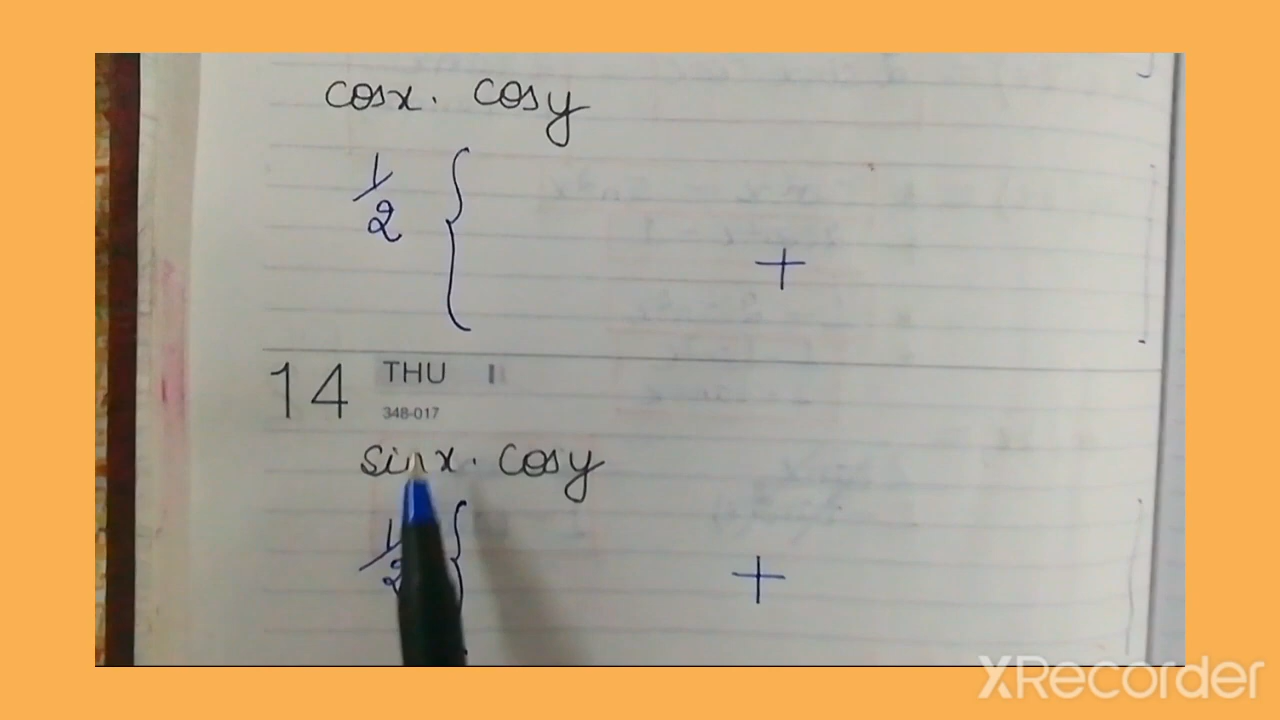 cosx. cosy
1/2 {
+
14 THU
348-017
sinx. cosy
1/2 {
+
XRecorder